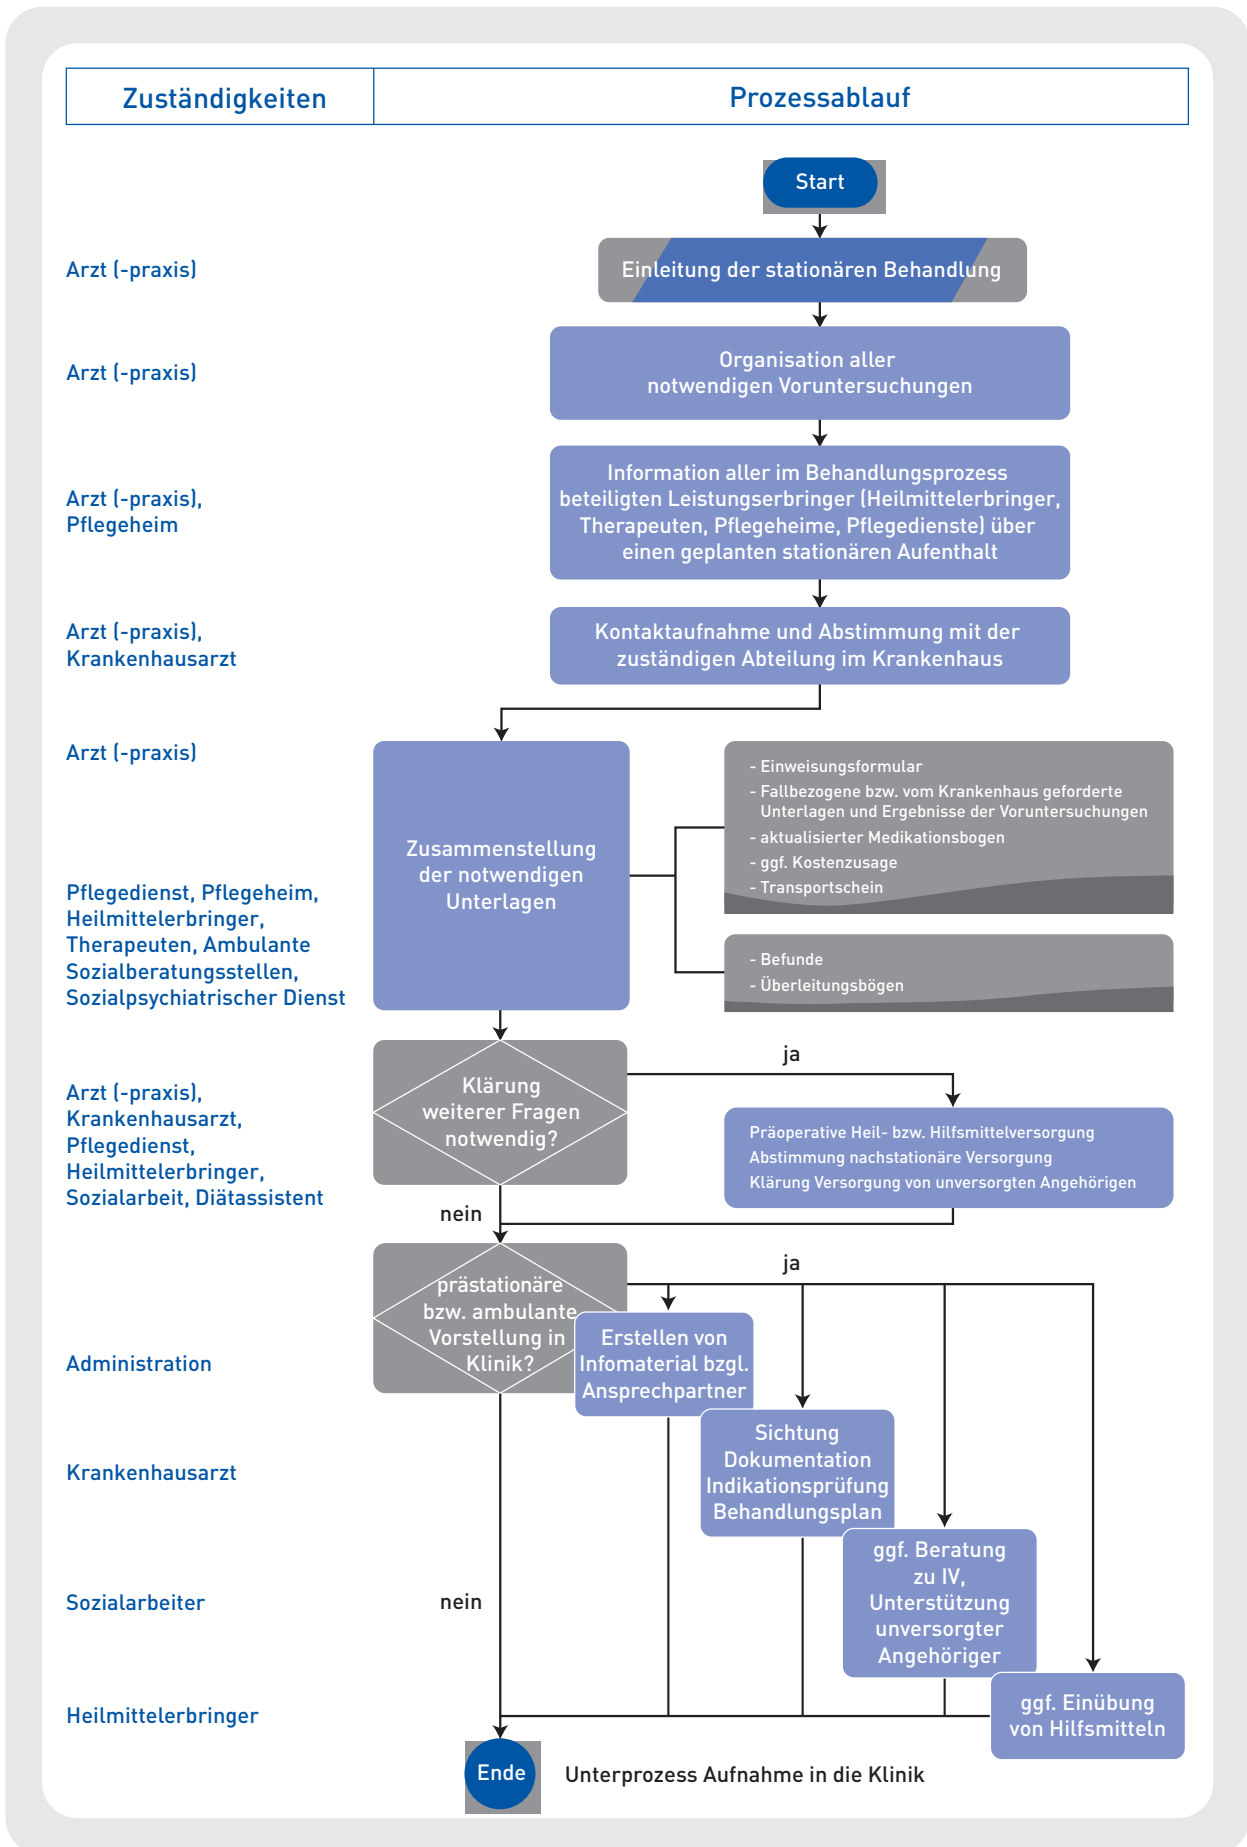 Zuständigkeiten
Prozessablauf
Start
Arzt (-praxis)
Einleitung der stationären Behandlung
Arzt (-praxis)
Organisation aller
notwendigen Voruntersuchungen
Arzt (-praxis),
Pflegeheim
Information aller im Behandlungsprozess
beteiligten Leistungserbringer (Heilmittelerbringer,
Therapeuten, Pflegeheime, Pflegedienste) über
einen geplanten stationären Aufenthalt
Arzt (-praxis),
Krankenhausarzt
Kontaktaufnahme und Abstimmung mit der
zuständigen Abteilung im Krankenhaus
Arzt (-praxis)
Pflegedienst, Pflegeheim,
Heilmittelerbringer,
Therapeuten, Ambulante
Sozialberatungsstellen,
Sozialpsychiatrischer Dienst
Zusammenstellung
der notwendigen
Unterlagen
- Einweisungsformular
- Fallbezogene bzw. vom Krankenhaus geforderte
Unterlagen und Ergebnisse der Voruntersuchungen
- aktualisierter Medikationsbogen
- ggf. Kostenzusage
- Transportschein
- Befunde
- Überleitungsbögen
Arzt (-praxis),
Krankenhausarzt,
Pflegedienst,
Heilmittelerbringer,
Sozialarbeit, Diätassistent
Klärung
weiterer Fragen
notwendig?
ja
Präoperative Heil- bzw. Hilfsmittelversorgung
Abstimmung nachstationäre Versorgung
Klärung Versorgung von unversorgten Angehörigen
nein
prästationäre
bzw. ambulante
Vorstellung in
Klinik?
ja
Administration
Erstellen von
Infomaterial bzgl.
Ansprechpartner
Krankenhausarzt
Sichtung
Dokumentation
Indikationsprüfung
Behandlungsplan
Sozialarbeiter
nein
ggf. Beratung
zu IV,
Unterstützung
unversorgter
Angehöriger
Heilmittelerbringer
ggf. Einübung
von Hilfsmitteln
Ende
Unterprozess Aufnahme in die Klinik